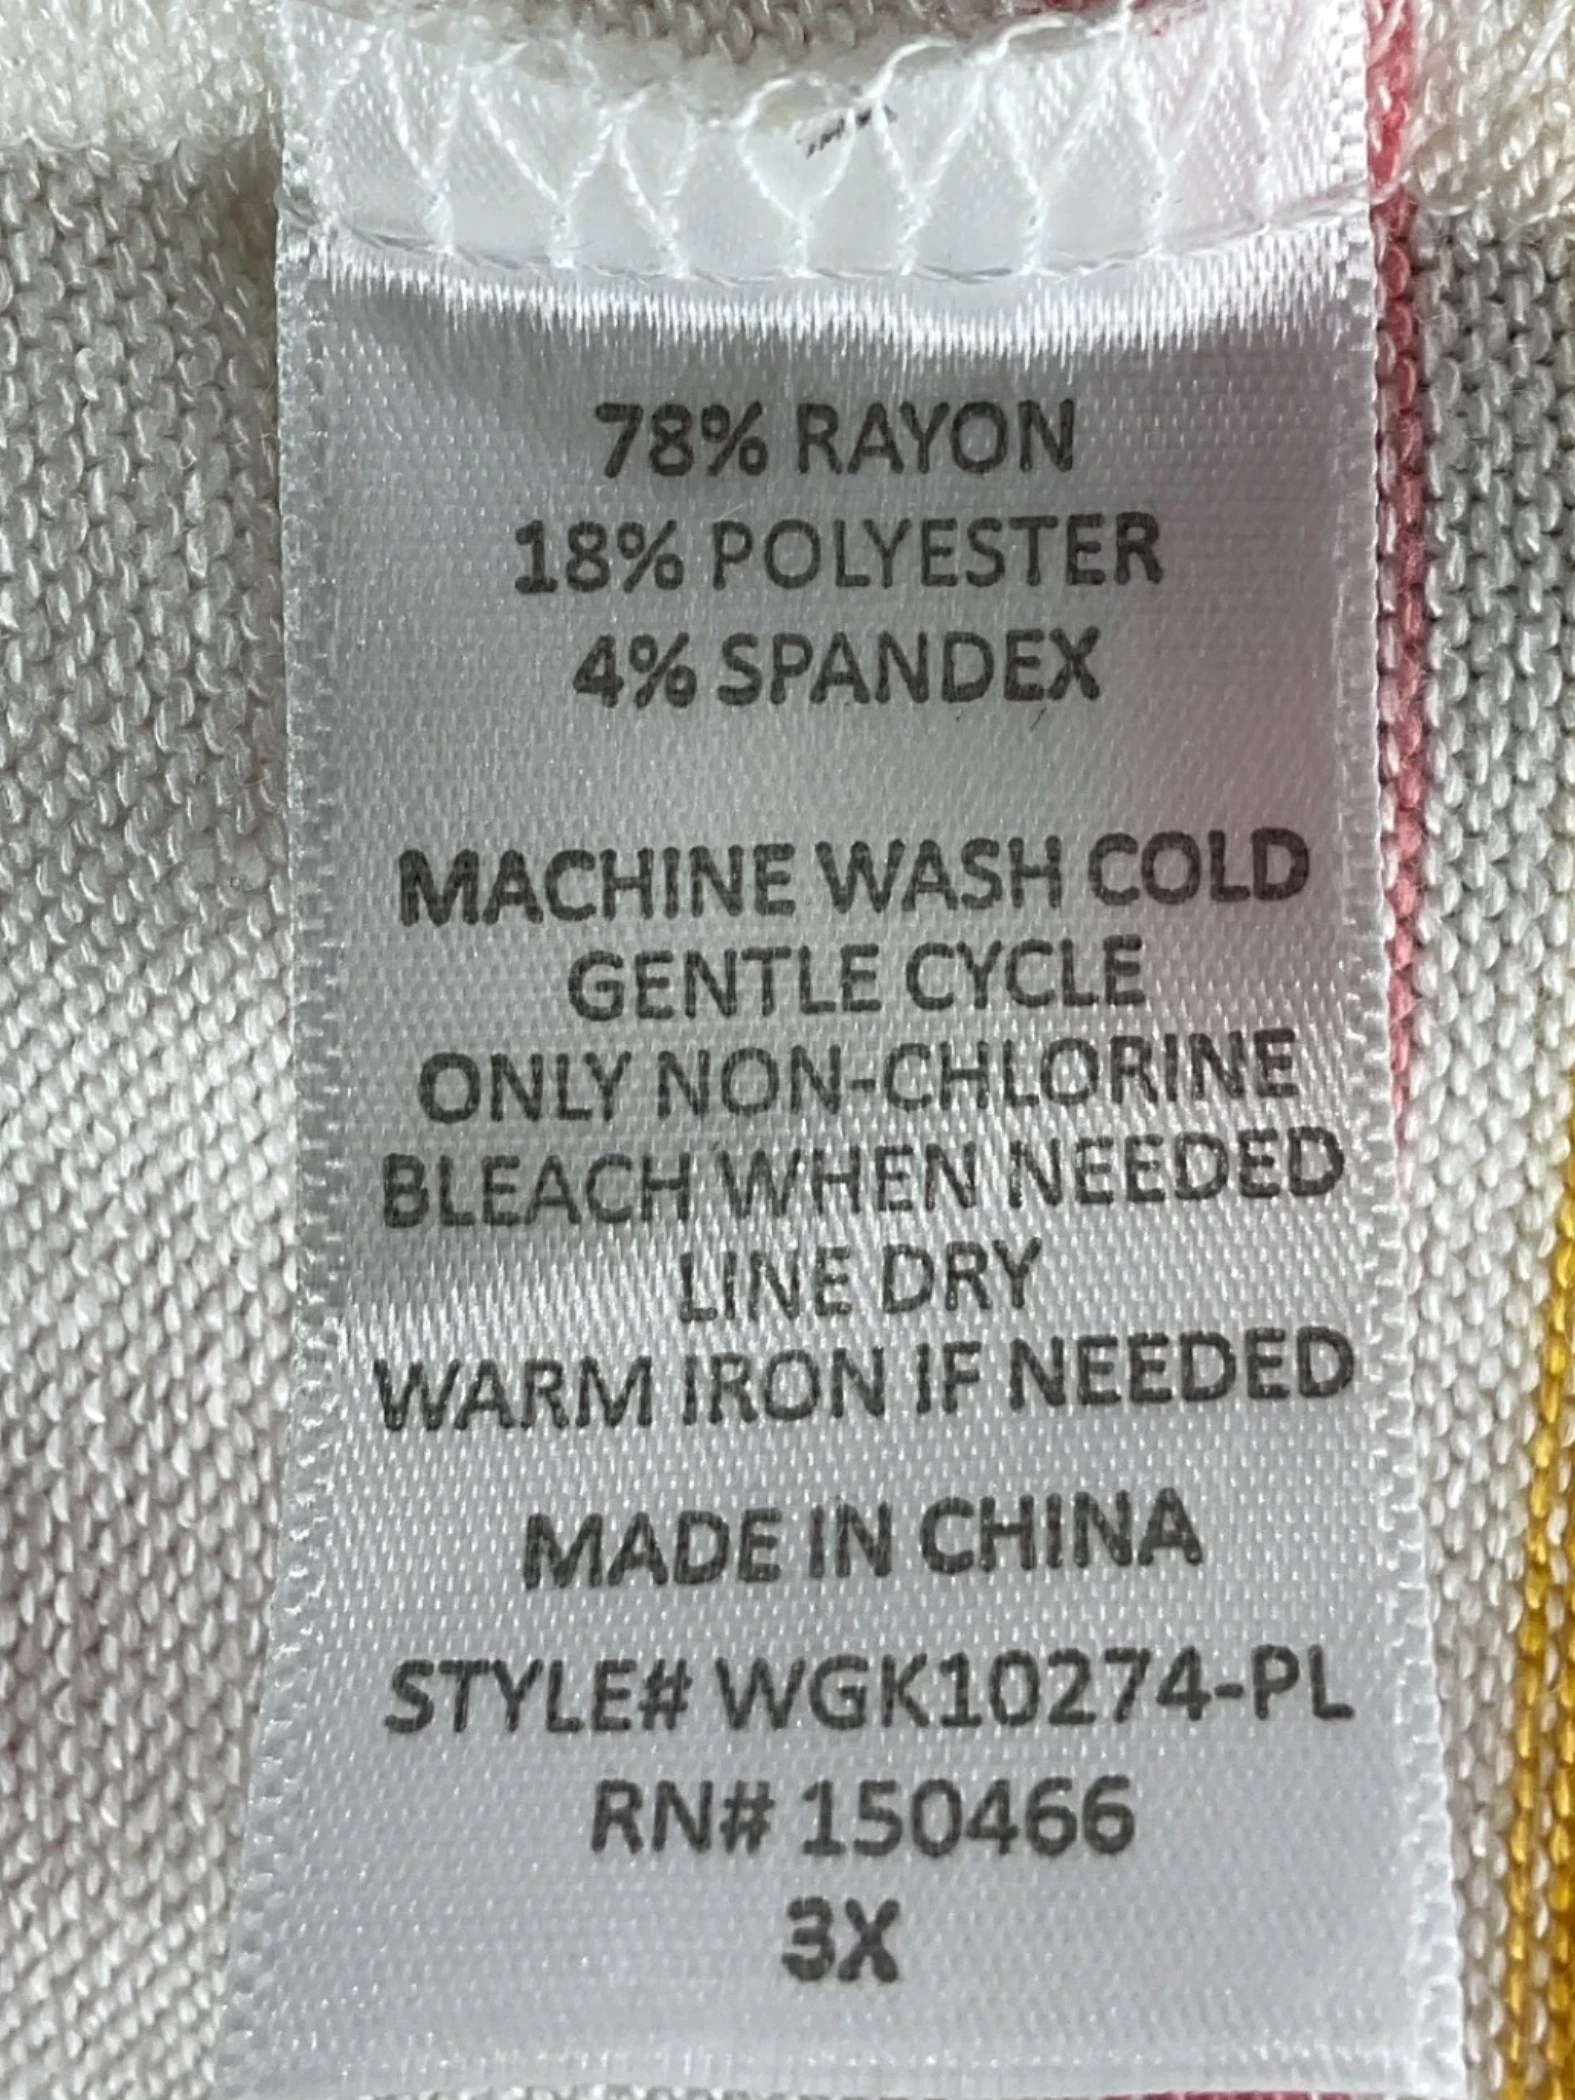 78% RAYON
18% POLYESTER
4% SPANDEX
MACHINE WASH COLD
GENTLE CYCLE
ONLY NON-CHLORINE
BLEACH WHEN NEEDED
LINE DRY
WARM IRON IF NEEDED
MADE IN CHINA
STYLE# WGK10274-PL
RN# 150466
3X